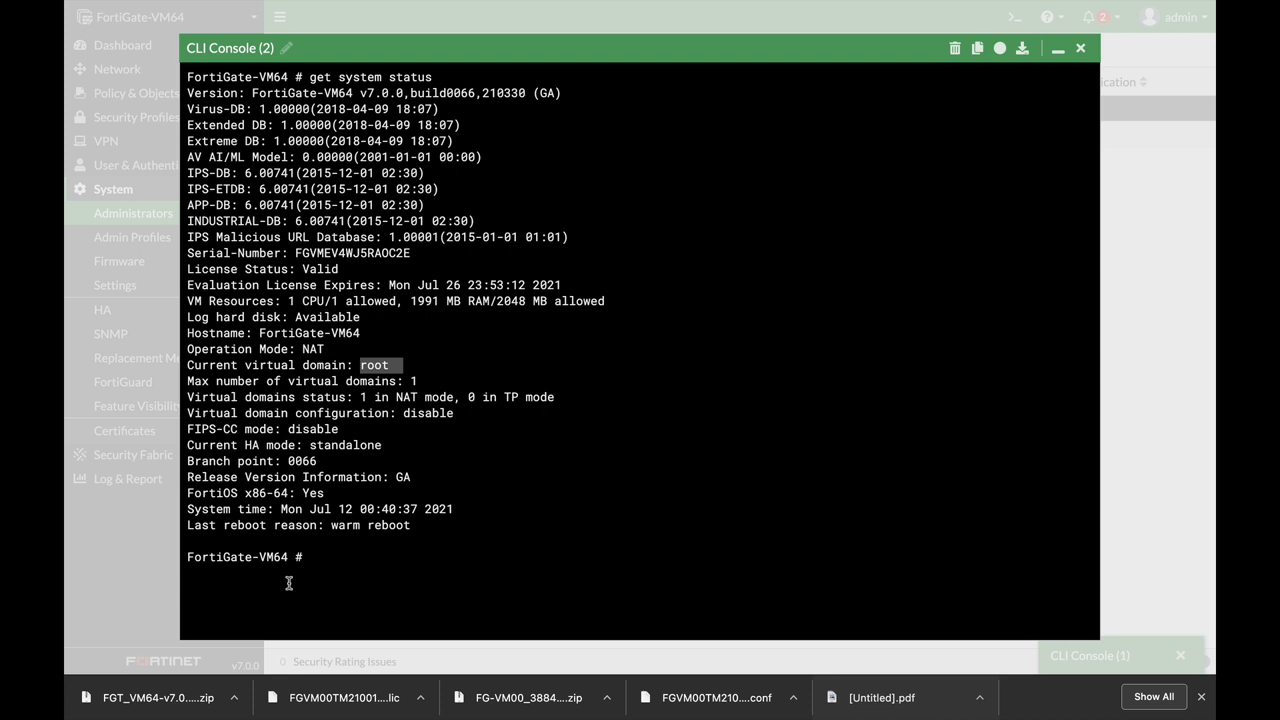 FortiGate-VM64
2
admin
CLI Console (2)
Dashboard
Network
Policy & Objects
Security Profiles
VPN
User & Authenti
System
Administrators
Admin Profiles
Firmware
Settings
HA
SNMP
Replacement M
FortiGuard
Feature Visibilit
Certificates
Security Fabric
Log & Report
ication
FortiGate-VM64 # get system status
Version: FortiGate-VM64 v7.0.0,build0066,210330 (GA)
Virus-DB: 1.00000(2018-04-09 18:07)
Extended DB: 1.00000(2018-04-09 18:07)
Extreme DB: 1.00000(2018-04-09 18:07)
AV AI/ML Model: 0.00000(2001-01-01 00:00)
IPS-DB: 6.00741(2015-12-01 02:30)
IPS-ETDB: 6.00741(2015-12-01 02:30)
APP-DB: 6.00741(2015-12-01 02:30)
INDUSTRIAL-DB: 6.00741(2015-12-01 02:30)
IPS Malicious URL Database: 1.00001(2015-01-01 01:01)
Serial-Number: FGVMEV4WJ5RAOC2E
License Status: Valid
Evaluation License Expires: Mon Jul 26 23:53:12 2021
VM Resources: 1 CPU/1 allowed, 1991 MB RAM/2048 MB allowed
Log hard disk: Available
Hostname: FortiGate-VM64
Operation Mode: NAT
Current virtual domain: root
Max number of virtual domains: 1
Virtual domains status: 1 in NAT mode, 0 in TP mode
Virtual domain configuration: disable
FIPS-CC mode: disable
Current HA mode: standalone
Branch point: 0066
Release Version Information: GA
FortiOS x86-64: Yes
System time: Mon Jul 12 00:40:37 2021
Last reboot reason: warm reboot
FortiGate-VM64 #
FORTINET v7.0.0
0 Security Rating Issues
CLI Console (1)
FGT_VM64-v7.0.....zip
FGVM00TM21001....lic
FG-VM00_3884....zip
FGVM00TM210....conf
[Untitled].pdf
Show All